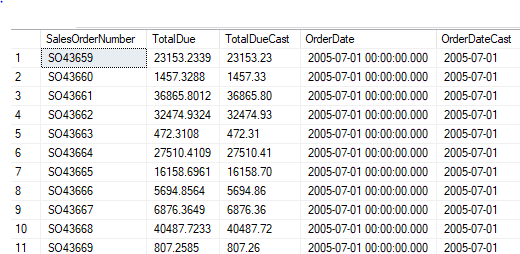 SalesOrderNumber TotalDue TotalDueCast OrderDate OrderDateCast
1 SO43659 23153.2339 23153.23 2005-07-01 00:00:00.000 2005-07-01
2 SO43660 1457.3288 1457.33 2005-07-01 00:00:00.000 2005-07-01
3 SO43661 36865.8012 36865.80 2005-07-01 00:00:00.000 2005-07-01
4 SO43662 32474.9324 32474.93 2005-07-01 00:00:00.000 2005-07-01
5 SO43663 472.3108 472.31 2005-07-01 00:00:00.000 2005-07-01
6 SO43664 27510.4109 27510.41 2005-07-01 00:00:00.000 2005-07-01
7 SO43665 16158.6961 16158.70 2005-07-01 00:00:00.000 2005-07-01
8 SO43666 5694.8564 5694.86 2005-07-01 00:00:00.000 2005-07-01
9 SO43667 6876.3649 6876.36 2005-07-01 00:00:00.000 2005-07-01
10 SO43668 40487.7233 40487.72 2005-07-01 00:00:00.000 2005-07-01
11 SO43669 807.2585 807.26 2005-07-01 00:00:00.000 2005-07-01